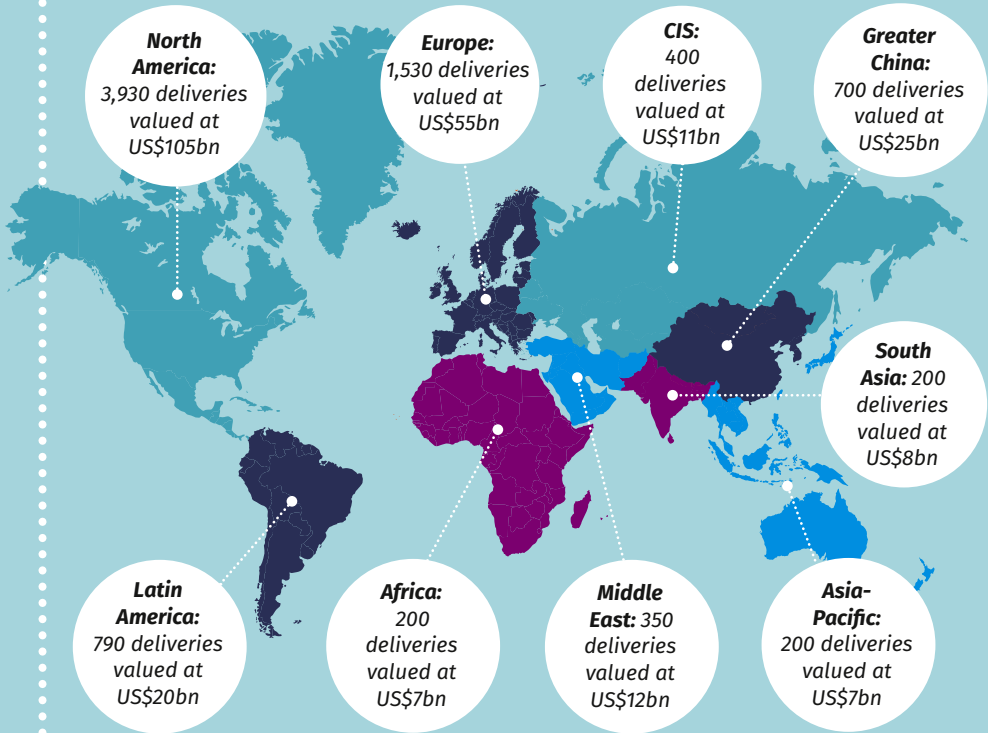 North
America:
3,930 deliveries
valued at
US$105bn
Europe:
1,530 deliveries
valued at
US$55bn
CIS:
400
deliveries
valued at
US$11bn
Greater
China:
700 deliveries
valued at
US$25bn
South
Asia: 200
deliveries
valued at
US$8bn
Latin
America:
790 deliveries
valued at
US$20bn
Africa:
200
deliveries
valued at
US$7bn
Middle
East: 350
deliveries
valued at
US$12bn
Asia-
Pacific:
200 deliveries
valued at
US$7bn